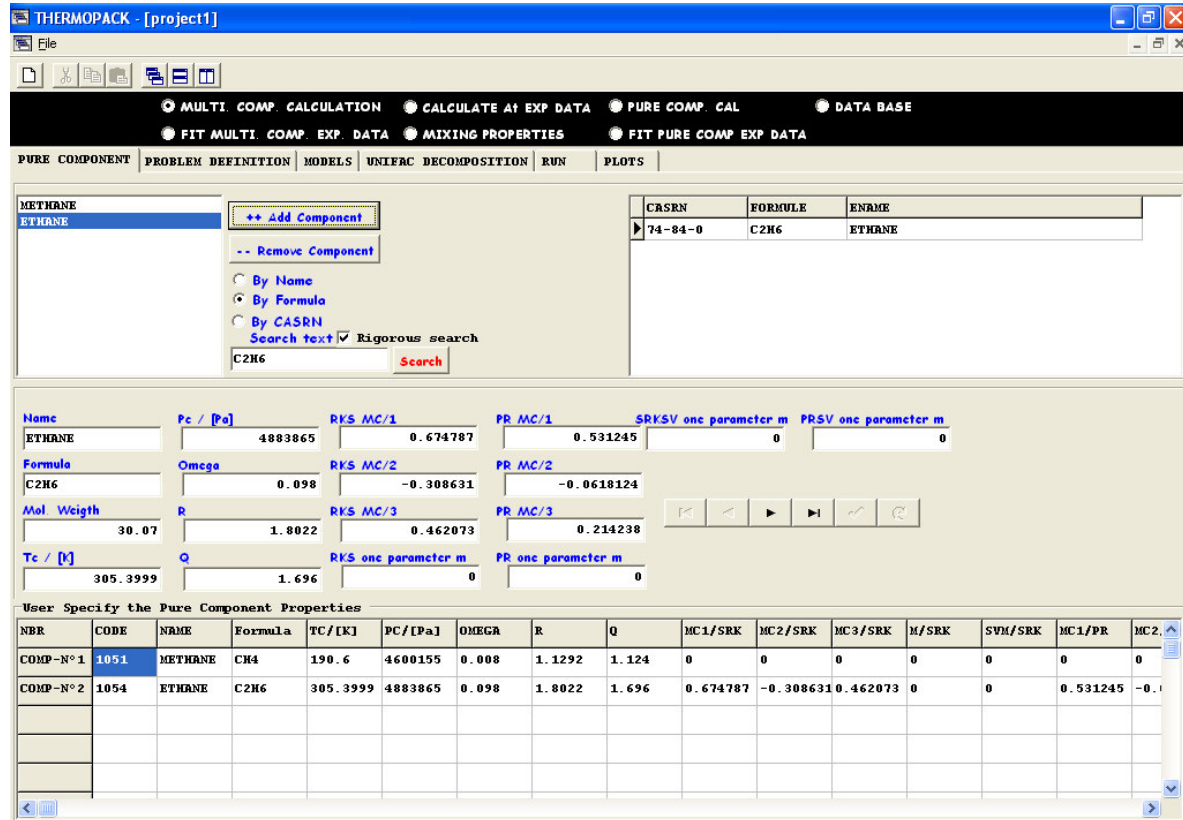 THERMOPACK - [project1]
File
MULTI. COMP. CALCULATION CALCULATE At EXP DATA PURE COMP. CAL DATA BASE
FIT MULTI. COMP. EXP. DATA MIXING PROPERTIES FIT PURE COMP EXP DATA
PURE COMPONENT PROBLEM DEFINITION MODELS UNIFAC DECOMPOSITION RUN PLOTS
METHANE
ETHANE
++ Add Component
-- Remove Component
By Name
By Formula
By CASRN
Search text Rigorous search
C2H6 Search
CASRN FORMULE ENAME
74-84-0 C2H6 ETHANE
Name Pc / [Pa] RKS MC/1 PR MC/1 SRKSV one parameter m PRSV one parameter m
ETHANE 4883865 0.674787 0.531245 0 0
Formula Omega RKS MC/2 PR MC/2
C2H6 0.098 -0.308631 -0.0618124
Mol. Weigth R RKS MC/3 PR MC/3
30.07 1.8022 0.462073 0.214238
Tc / [K] Q RKS one parameter m PR one parameter m
305.3999 1.696 0 0
User Specify the Pure Component Properties
NBR CODE NAME Formula TC/[K] PC/[Pa] OMEGA R Q MC1/SRK MC2/SRK MC3/SRK M/SRK SVM/SRK MC1/PR MC2,
COMP-N°1 1051 METHANE CH4 190.6 4600155 0.008 1.1292 1.124 0 0 0 0 0 0 0
COMP-N°2 1054 ETHANE C2H6 305.3999 4883865 0.098 1.8022 1.696 0.674787 -0.308631 0.462073 0 0 0.531245 -0.